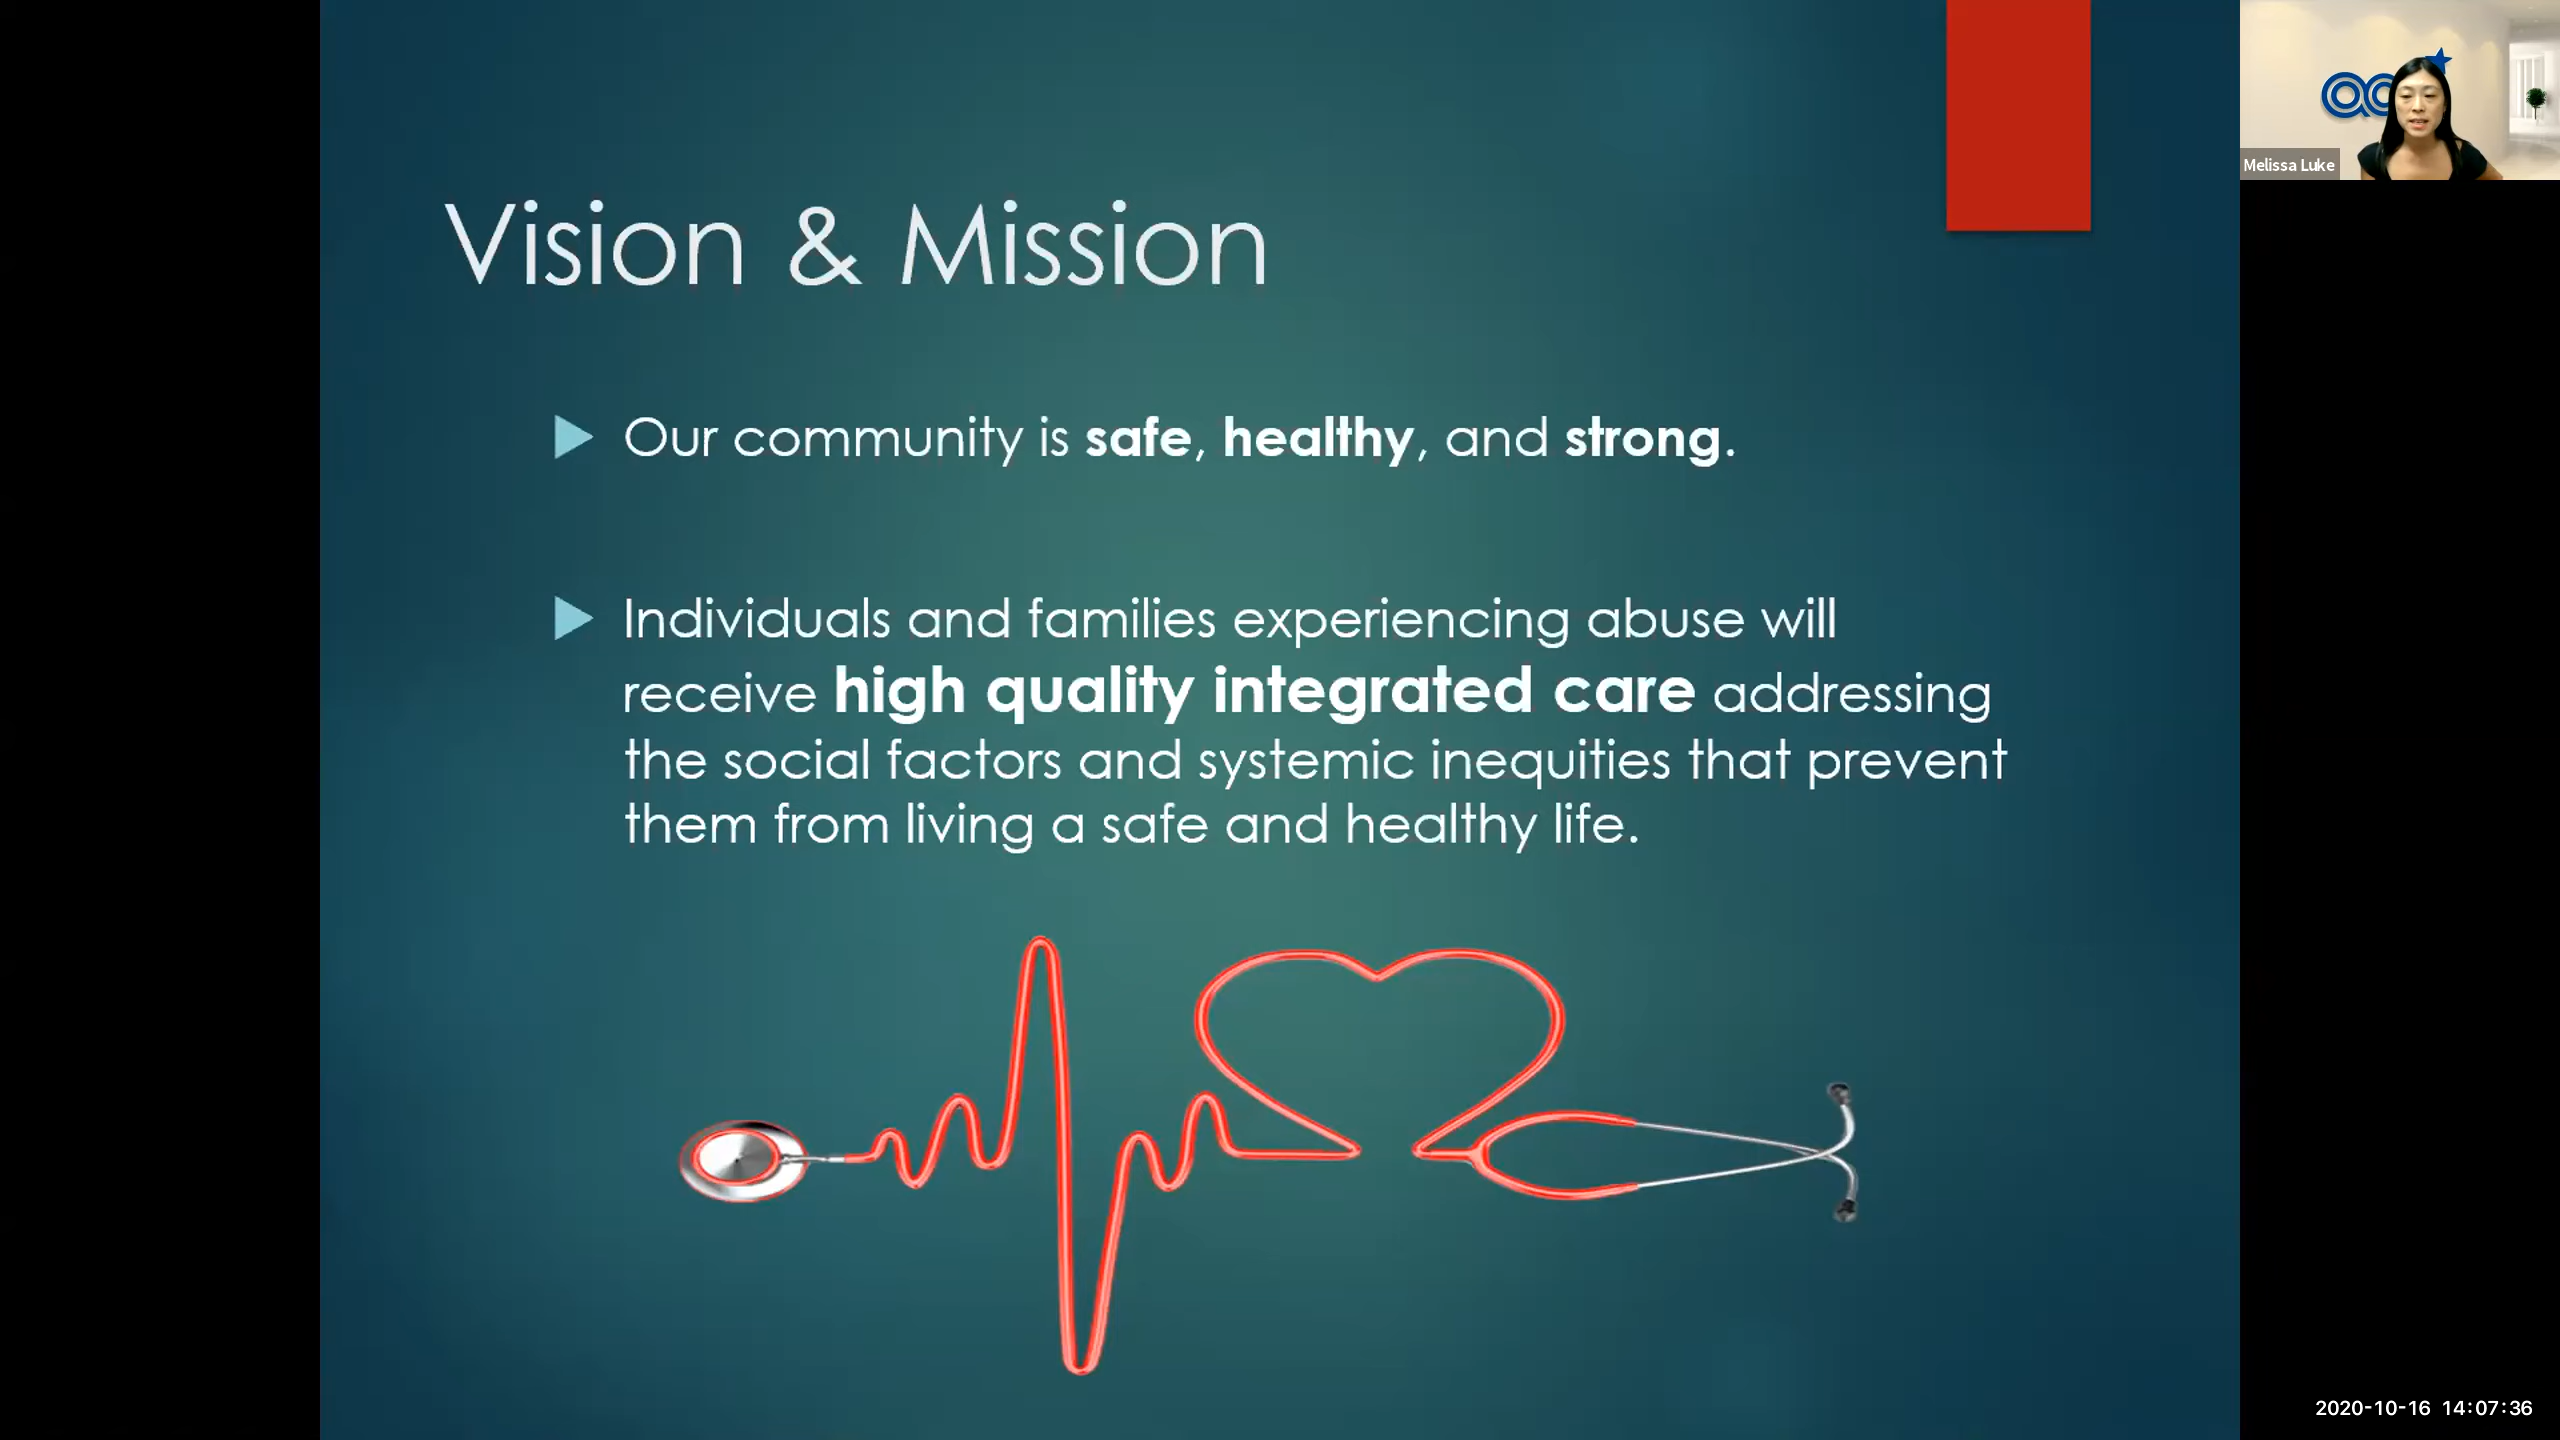 Vision & Mission
Our community is safe, healthy, and strong.
Individuals and families experiencing abuse will
receive high quality integrated care addressing
the social factors and systemic inequities that prevent
them from living a safe and healthy life.
Melissa Luke
2020-10-16 14:07:36